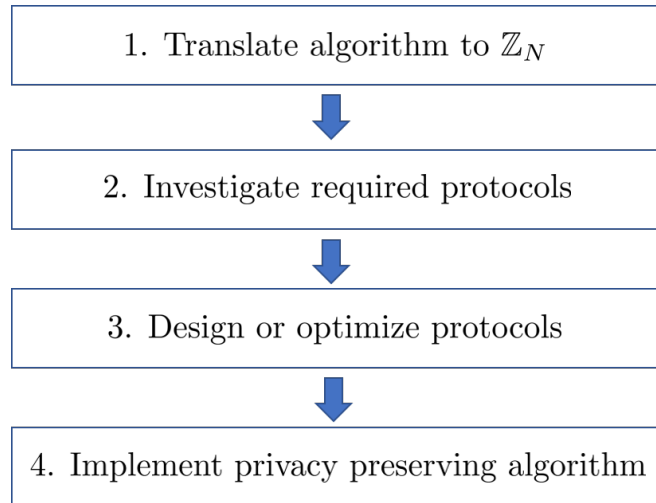 1. Translate algorithm to ℤ_N
2. Investigate required protocols
3. Design or optimize protocols
4. Implement privacy preserving algorithm